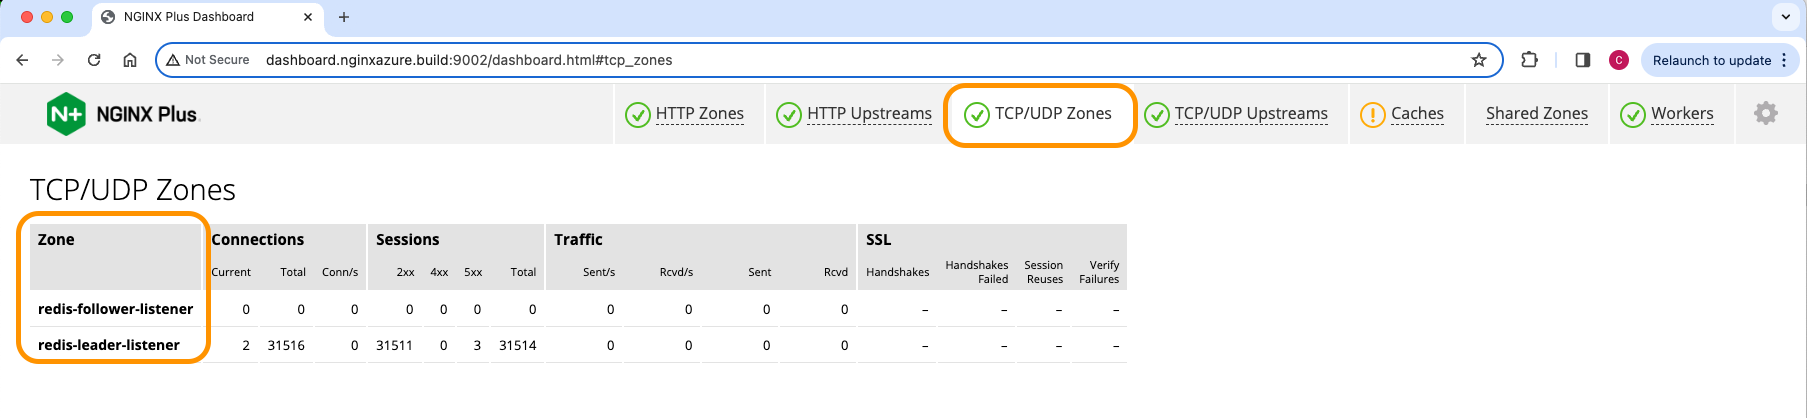 NGINX Plus Dashboard
Not Secure dashboard.nginxazure.build:9002/dashboard.html#tcp_zones C Relaunch to update
N+ NGINX Plus HTTP Zones HTTP Upstreams TCP/UDP Zones TCP/UDP Upstreams Caches Shared Zones Workers
TCP/UDP Zones
Zone Connections Sessions Traffic SSL
Current Total Conn/s 2xx 4xx 5xx Total Sent/s Rcvd/s Sent Rcvd Handshakes Handshakes Failed Session Reuses Verify Failures
redis-follower-listener 0 0 0 0 0 0 0 0 0 0 0 – – – –
redis-leader-listener 2 31516 0 31511 0 3 31514 0 0 0 0 – – – –